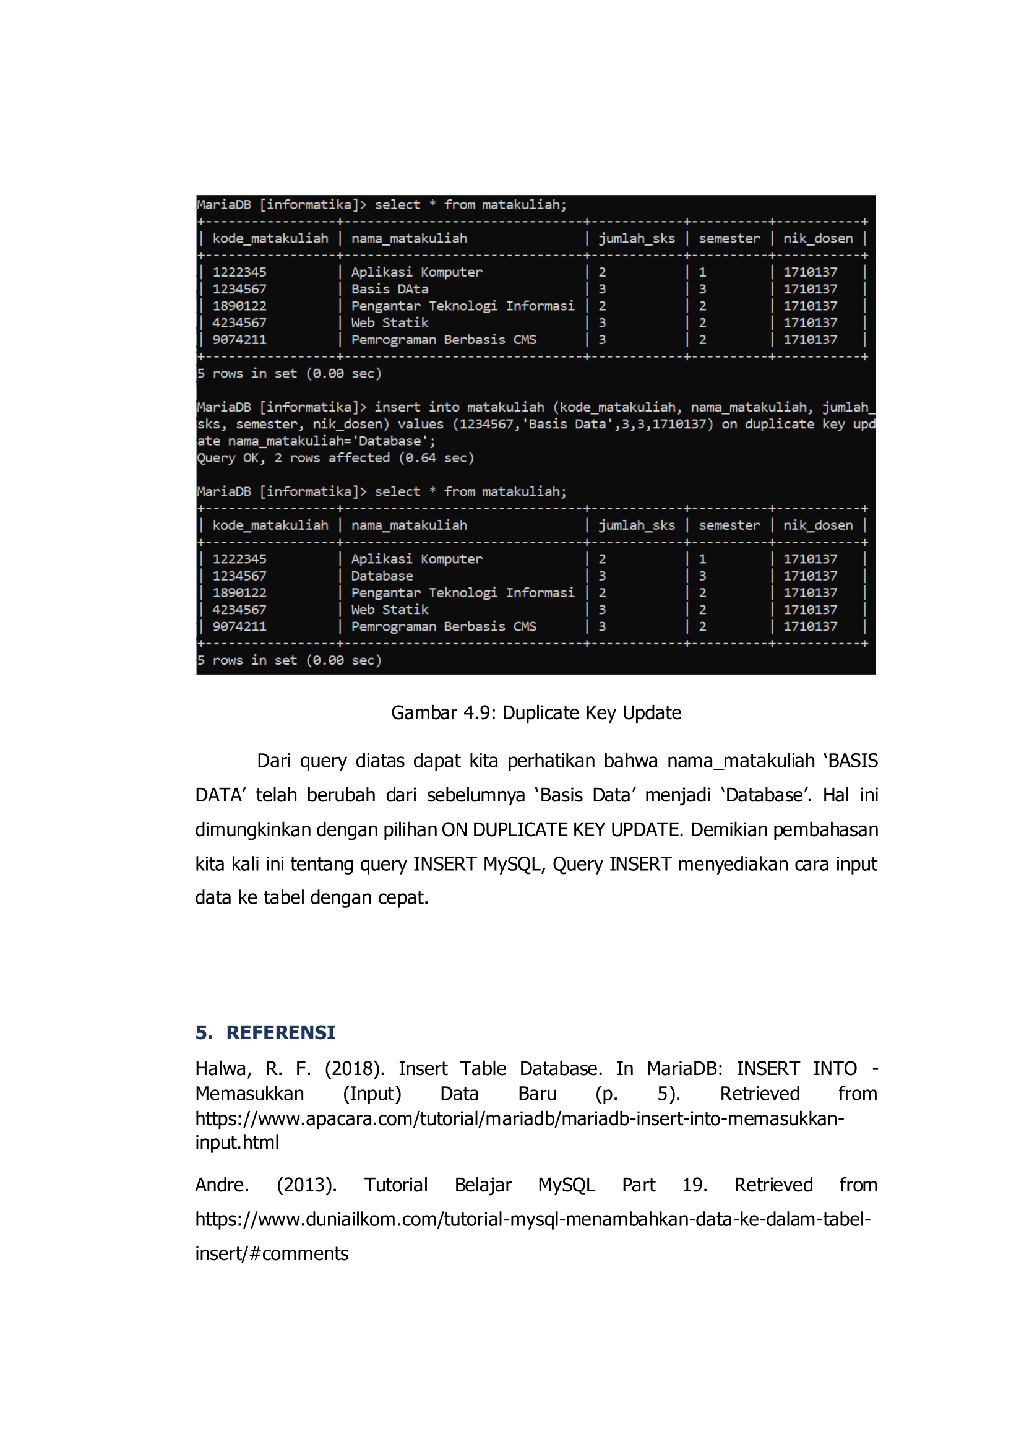 MariaDB [informatika]> select * from matakuliah;
+-----------------+-------------------------------+------------+----------+-----------+
| kode_matakuliah | nama_matakuliah | jumlah_sks | semester | nik_dosen |
+-----------------+-------------------------------+------------+----------+-----------+
| 1222345 | Aplikasi Komputer | 2 | 1 | 1710137 |
| 1234567 | Basis DAta | 3 | 3 | 1710137 |
| 1890122 | Pengantar Teknologi Informasi | 2 | 2 | 1710137 |
| 4234567 | Web Statik | 3 | 2 | 1710137 |
| 9074211 | Pemrograman Berbasis CMS | 3 | 2 | 1710137 |
+-----------------+-------------------------------+------------+----------+-----------+
5 rows in set (0.00 sec)
MariaDB [informatika]> insert into matakuliah (kode_matakuliah, nama_matakuliah, jumlah_
sks, semester, nik_dosen) values (1234567,'Basis Data',3,3,1710137) on duplicate key upd
ate nama_matakuliah='Database';
Query OK, 2 rows affected (0.64 sec)
MariaDB [informatika]> select * from matakuliah;
+-----------------+-------------------------------+------------+----------+-----------+
| kode_matakuliah | nama_matakuliah | jumlah_sks | semester | nik_dosen |
+-----------------+-------------------------------+------------+----------+-----------+
| 1222345 | Aplikasi Komputer | 2 | 1 | 1710137 |
| 1234567 | Database | 3 | 3 | 1710137 |
| 1890122 | Pengantar Teknologi Informasi | 2 | 2 | 1710137 |
| 4234567 | Web Statik | 3 | 2 | 1710137 |
| 9074211 | Pemrograman Berbasis CMS | 3 | 2 | 1710137 |
+-----------------+-------------------------------+------------+----------+-----------+
5 rows in set (0.00 sec)
Gambar 4.9: Duplicate Key Update
Dari query diatas dapat kita perhatikan bahwa nama_matakuliah ‘BASIS
DATA’ telah berubah dari sebelumnya ‘Basis Data’ menjadi ‘Database’. Hal ini
dimungkinkan dengan pilihan ON DUPLICATE KEY UPDATE. Demikian pembahasan
kita kali ini tentang query INSERT MySQL, Query INSERT menyediakan cara input
data ke tabel dengan cepat.
5. REFERENSI
Halwa, R. F. (2018). Insert Table Database. In MariaDB: INSERT INTO -
Memasukkan (Input) Data Baru (p. 5). Retrieved from
https://www.apacara.com/tutorial/mariadb/mariadb-insert-into-memasukkan-
input.html
Andre. (2013). Tutorial Belajar MySQL Part 19. Retrieved from
https://www.duniailkom.com/tutorial-mysql-menambahkan-data-ke-dalam-tabel-
insert/#comments